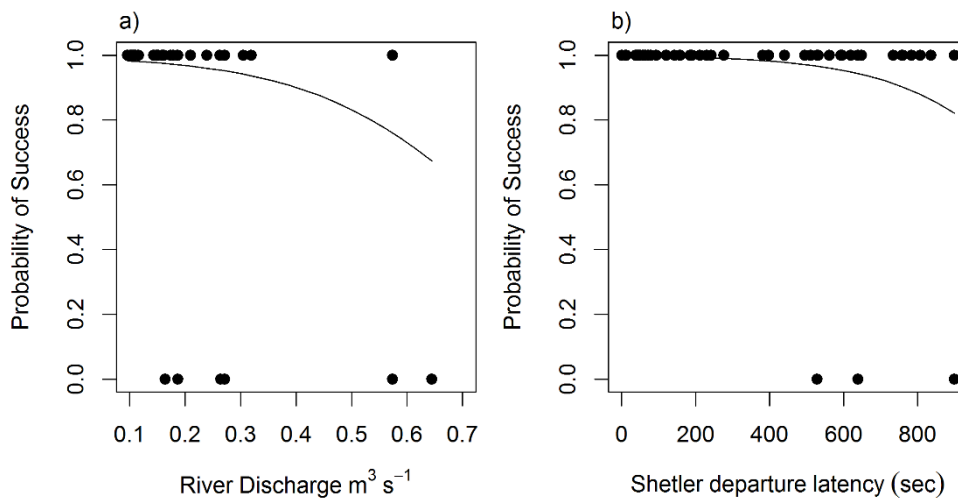 a)
Probability of Success
1.0
0.8
0.6
0.4
0.2
0.0
0.1 0.2 0.3 0.4 0.5 0.6 0.7
River Discharge m³ s⁻¹
b)
Probability of Success
1.0
0.8
0.6
0.4
0.2
0.0
0 200 400 600 800
Shetler departure latency (sec)